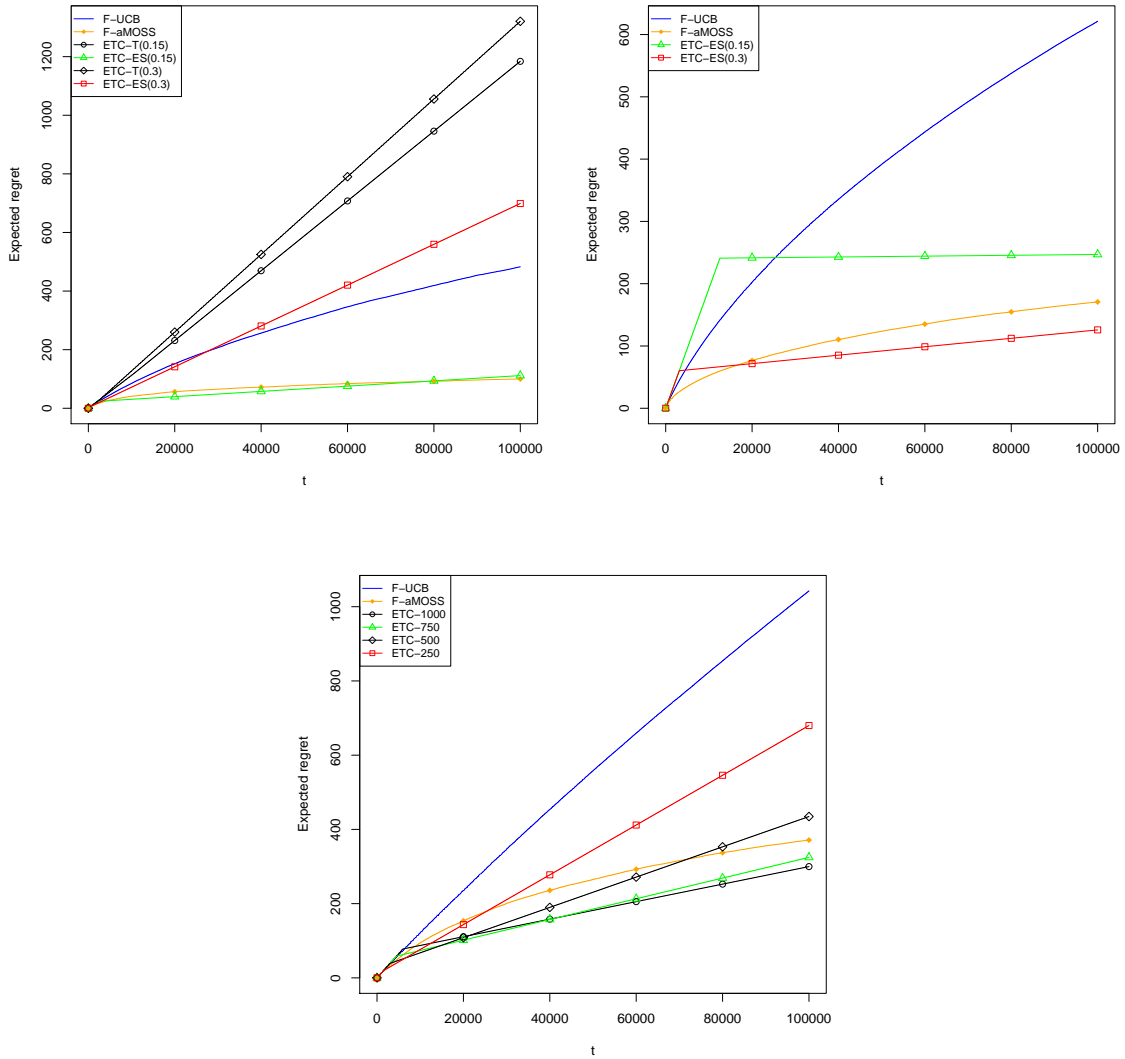 F−UCB
F−aMOSS
ETC−T(0.15)
ETC−ES(0.15)
ETC−T(0.3)
ETC−ES(0.3)
Expected regret
0
200
400
600
800
1000
1200
0
20000
40000
60000
80000
100000
t
F−UCB
F−aMOSS
ETC−ES(0.15)
ETC−ES(0.3)
Expected regret
0
100
200
300
400
500
600
0
20000
40000
60000
80000
100000
t
F−UCB
F−aMOSS
ETC−1000
ETC−750
ETC−500
ETC−250
Expected regret
0
200
400
600
800
1000
0
20000
40000
60000
80000
100000
t